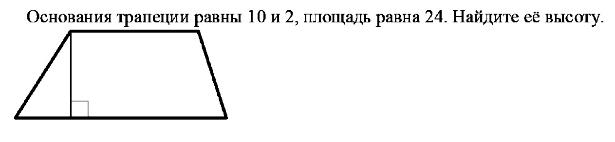 Основания трапеции равны 10 и 2, площадь равна 24. Найдите её высоту.